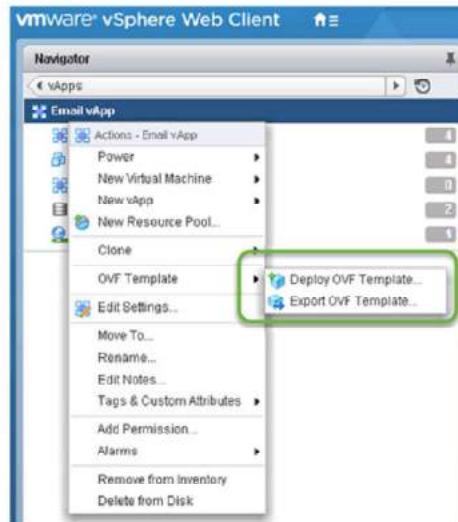 vmware® vSphere Web Client
Navigator
vApps
Email vApp
Actions - Email vApp
4
Power
4
New Virtual Machine
0
New vApp
2
New Resource Pool...
1
Clone
OVF Template
Deploy OVF Template...
Export OVF Template...
Edit Settings...
Move To...
Rename...
Edit Notes...
Tags & Custom Attributes
Add Permission...
Alarms
Remove from Inventory
Delete from Disk